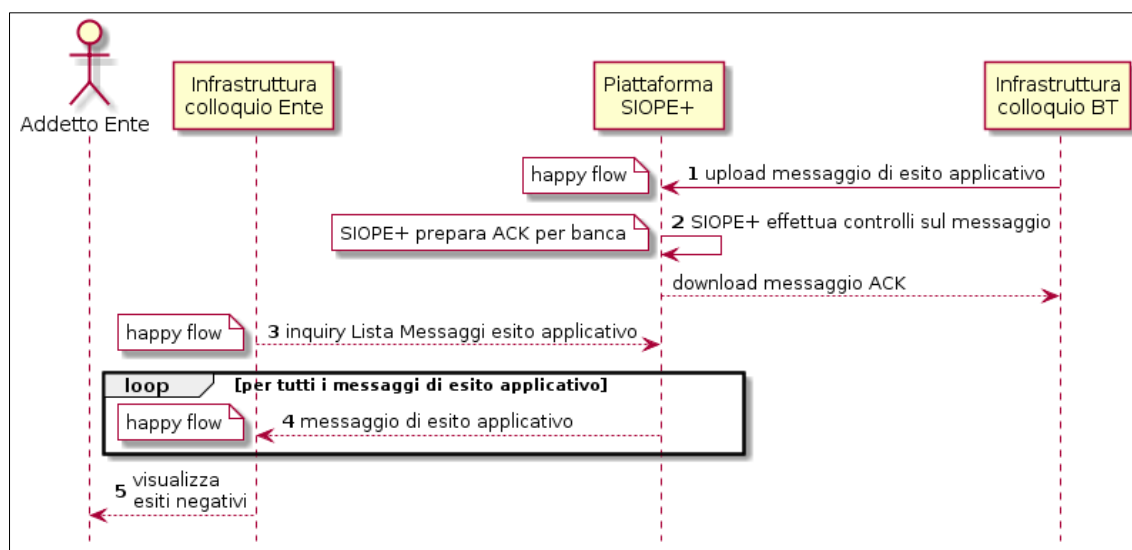 Addetto Ente
Infrastruttura
colloquio Ente
Piattaforma
SIOPE+
Infrastruttura
colloquio BT
happy flow
1 upload messaggio di esito applicativo
SIOPE+ prepara ACK per banca
2 SIOPE+ effettua controlli sul messaggio
download messaggio ACK
happy flow
3 inquiry Lista Messaggi esito applicativo
loop [per tutti i messaggi di esito applicativo]
happy flow
4 messaggio di esito applicativo
5 visualizza
esiti negativi